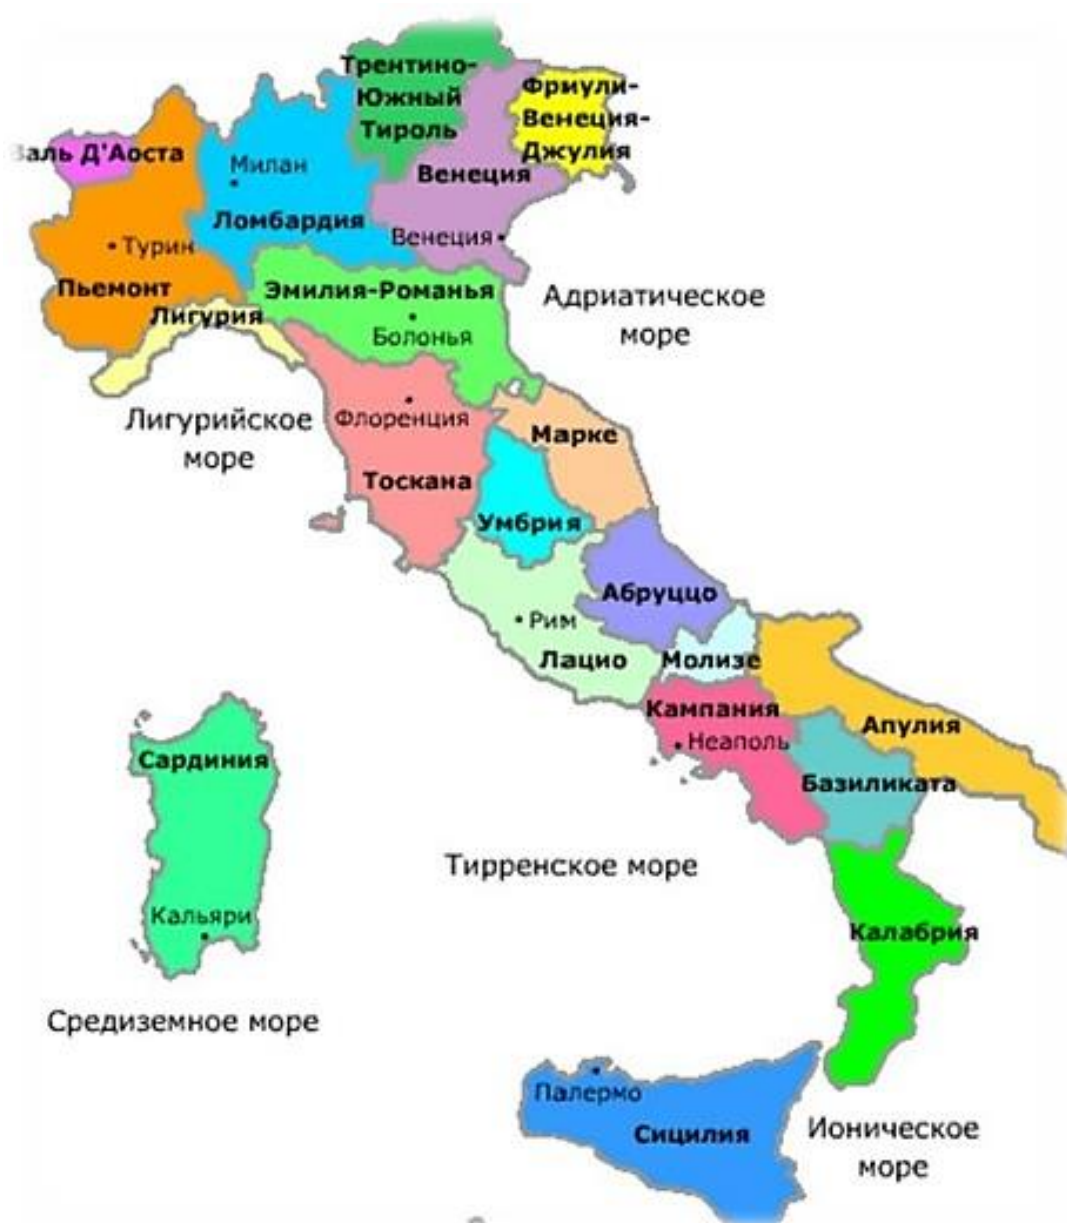 Трентино-
Южный
Тироль
Фриули-
Венеция-
Джулия
Валь Д'Аоста
Милан
Венеция
Ломбардия
Венеция
Турин
Пьемонт
Эмилия-Романья
Адриатическое
море
Лигурия
Болонья
Лигурийское
море
Флоренция
Марке
Тоскана
Умбрия
Абруццо
Рим
Лацио
Молизе
Кампания
Апулия
Неаполь
Базиликата
Сардиния
Тирренское море
Кальяри
Калабрия
Средиземное море
Палермо
Сицилия
Ионическое
море